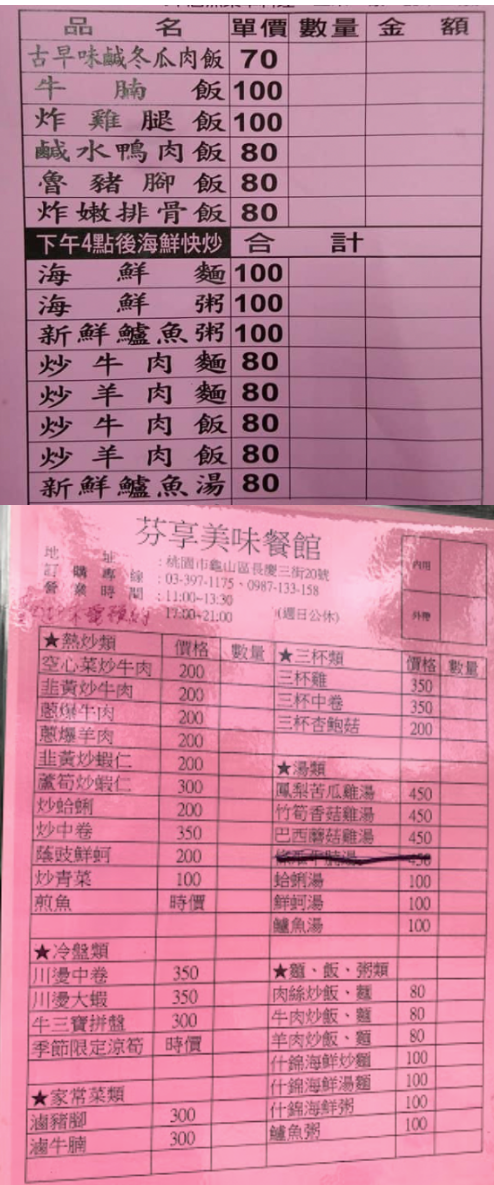 品名 單價 數量 金額
古早味鹹冬瓜肉飯 70
牛腩飯 100
炸雞腿飯 100
鹹水鴨肉飯 80
魯豬腳飯 80
炸嫩排骨飯 80
下午4點後海鮮快炒 合計
海鮮麵 100
海鮮粥 100
新鮮鱸魚粥 100
炒牛肉麵 80
炒羊肉麵 80
炒牛肉飯 80
炒羊肉飯 80
新鮮鱸魚湯 80
芬享美味餐館
地址：桃園市龜山區長慶三街20號
訂購專線：03-397-1175、0987-133-158
營業時間：11:00~13:30
17:00~21:00 (週日公休)
內用
外帶
★熱炒類 價格 數量
空心菜炒牛肉 200
韭黃炒牛肉 200
蔥爆牛肉 200
蔥爆羊肉 200
韭黃炒蝦仁 200
蘆筍炒蝦仁 300
炒蛤蜊 200
炒中卷 350
蔭豉鮮蚵 200
炒青菜 100
煎魚 時價
★冷盤類
川燙中卷 350
川燙大蝦 350
牛三寶拼盤 300
季節限定涼筍 時價
★家常菜類
滷豬腳 300
滷牛腩 300
★三杯類 價格 數量
三杯雞 350
三杯中卷 350
三杯杏鮑菇 200
★湯類
鳳梨苦瓜雞湯 450
竹筍香菇雞湯 450
巴西蘑菇雞湯 450
450
蛤蜊湯 100
鮮蚵湯 100
鱸魚湯 100
★麵、飯、粥類
肉絲炒飯、麵 80
牛肉炒飯、麵 80
羊肉炒飯、麵 80
什錦海鮮炒麵 100
什錦海鮮湯麵 100
什錦海鮮粥 100
鱸魚粥 100